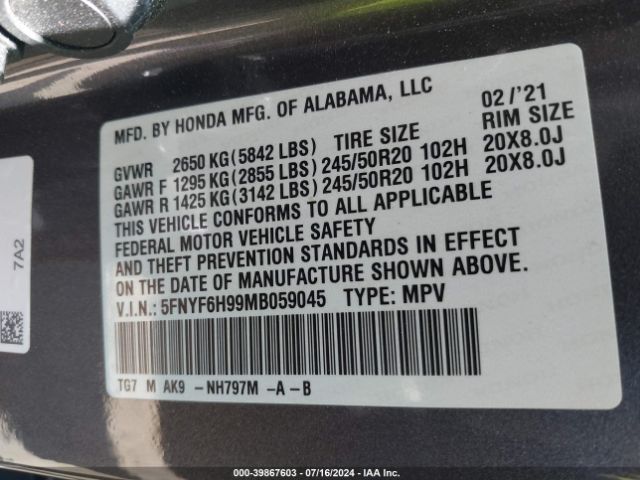 MFD. BY HONDA MFG. OF ALABAMA, LLC 02/'21
GVWR 2650 KG(5842 LBS) TIRE SIZE RIM SIZE
GAWR F 1295 KG(2855 LBS)245/50R20 102H 20X8.0J
GAWR R 1425 KG(3142 LBS)245/50R20 102H 20X8.0J
THIS VEHICLE CONFORMS TO ALL APPLICABLE
FEDERAL MOTOR VEHICLE SAFETY
AND THEFT PREVENTION STANDARDS IN EFFECT
ON THE DATE OF MANUFACTURE SHOWN ABOVE.
V.I.N.: 5FNYF6H99MB059045 TYPE: MPV
TG7 M AK9 -NH797M -A -B
7A2
000-39867603 - 07/16/2024 - IAA Inc.